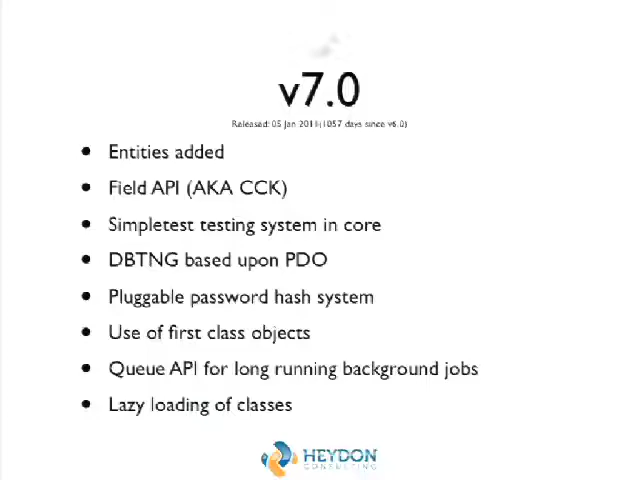 v7.0
Released: 05 Jan 2011(1057 days since v6.0)
• Entities added
• Field API (AKA CCK)
• Simpletest testing system in core
• DBTNG based upon PDO
• Pluggable password hash system
• Use of first class objects
• Queue API for long running background jobs
• Lazy loading of classes
HEYDON
CONSULTING